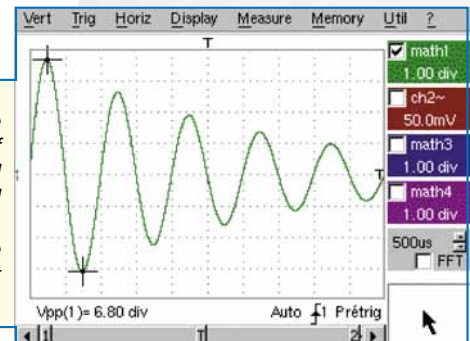 Vert Trig Horiz Display Measure Memory Util ?
T
math1
1.00 div
ch2~
50.0mV
math3
1.00 div
T
math4
1.00 div
500us
FFT
Vpp(1)= 6.80 div Auto 1 Prétrig
1 T 2